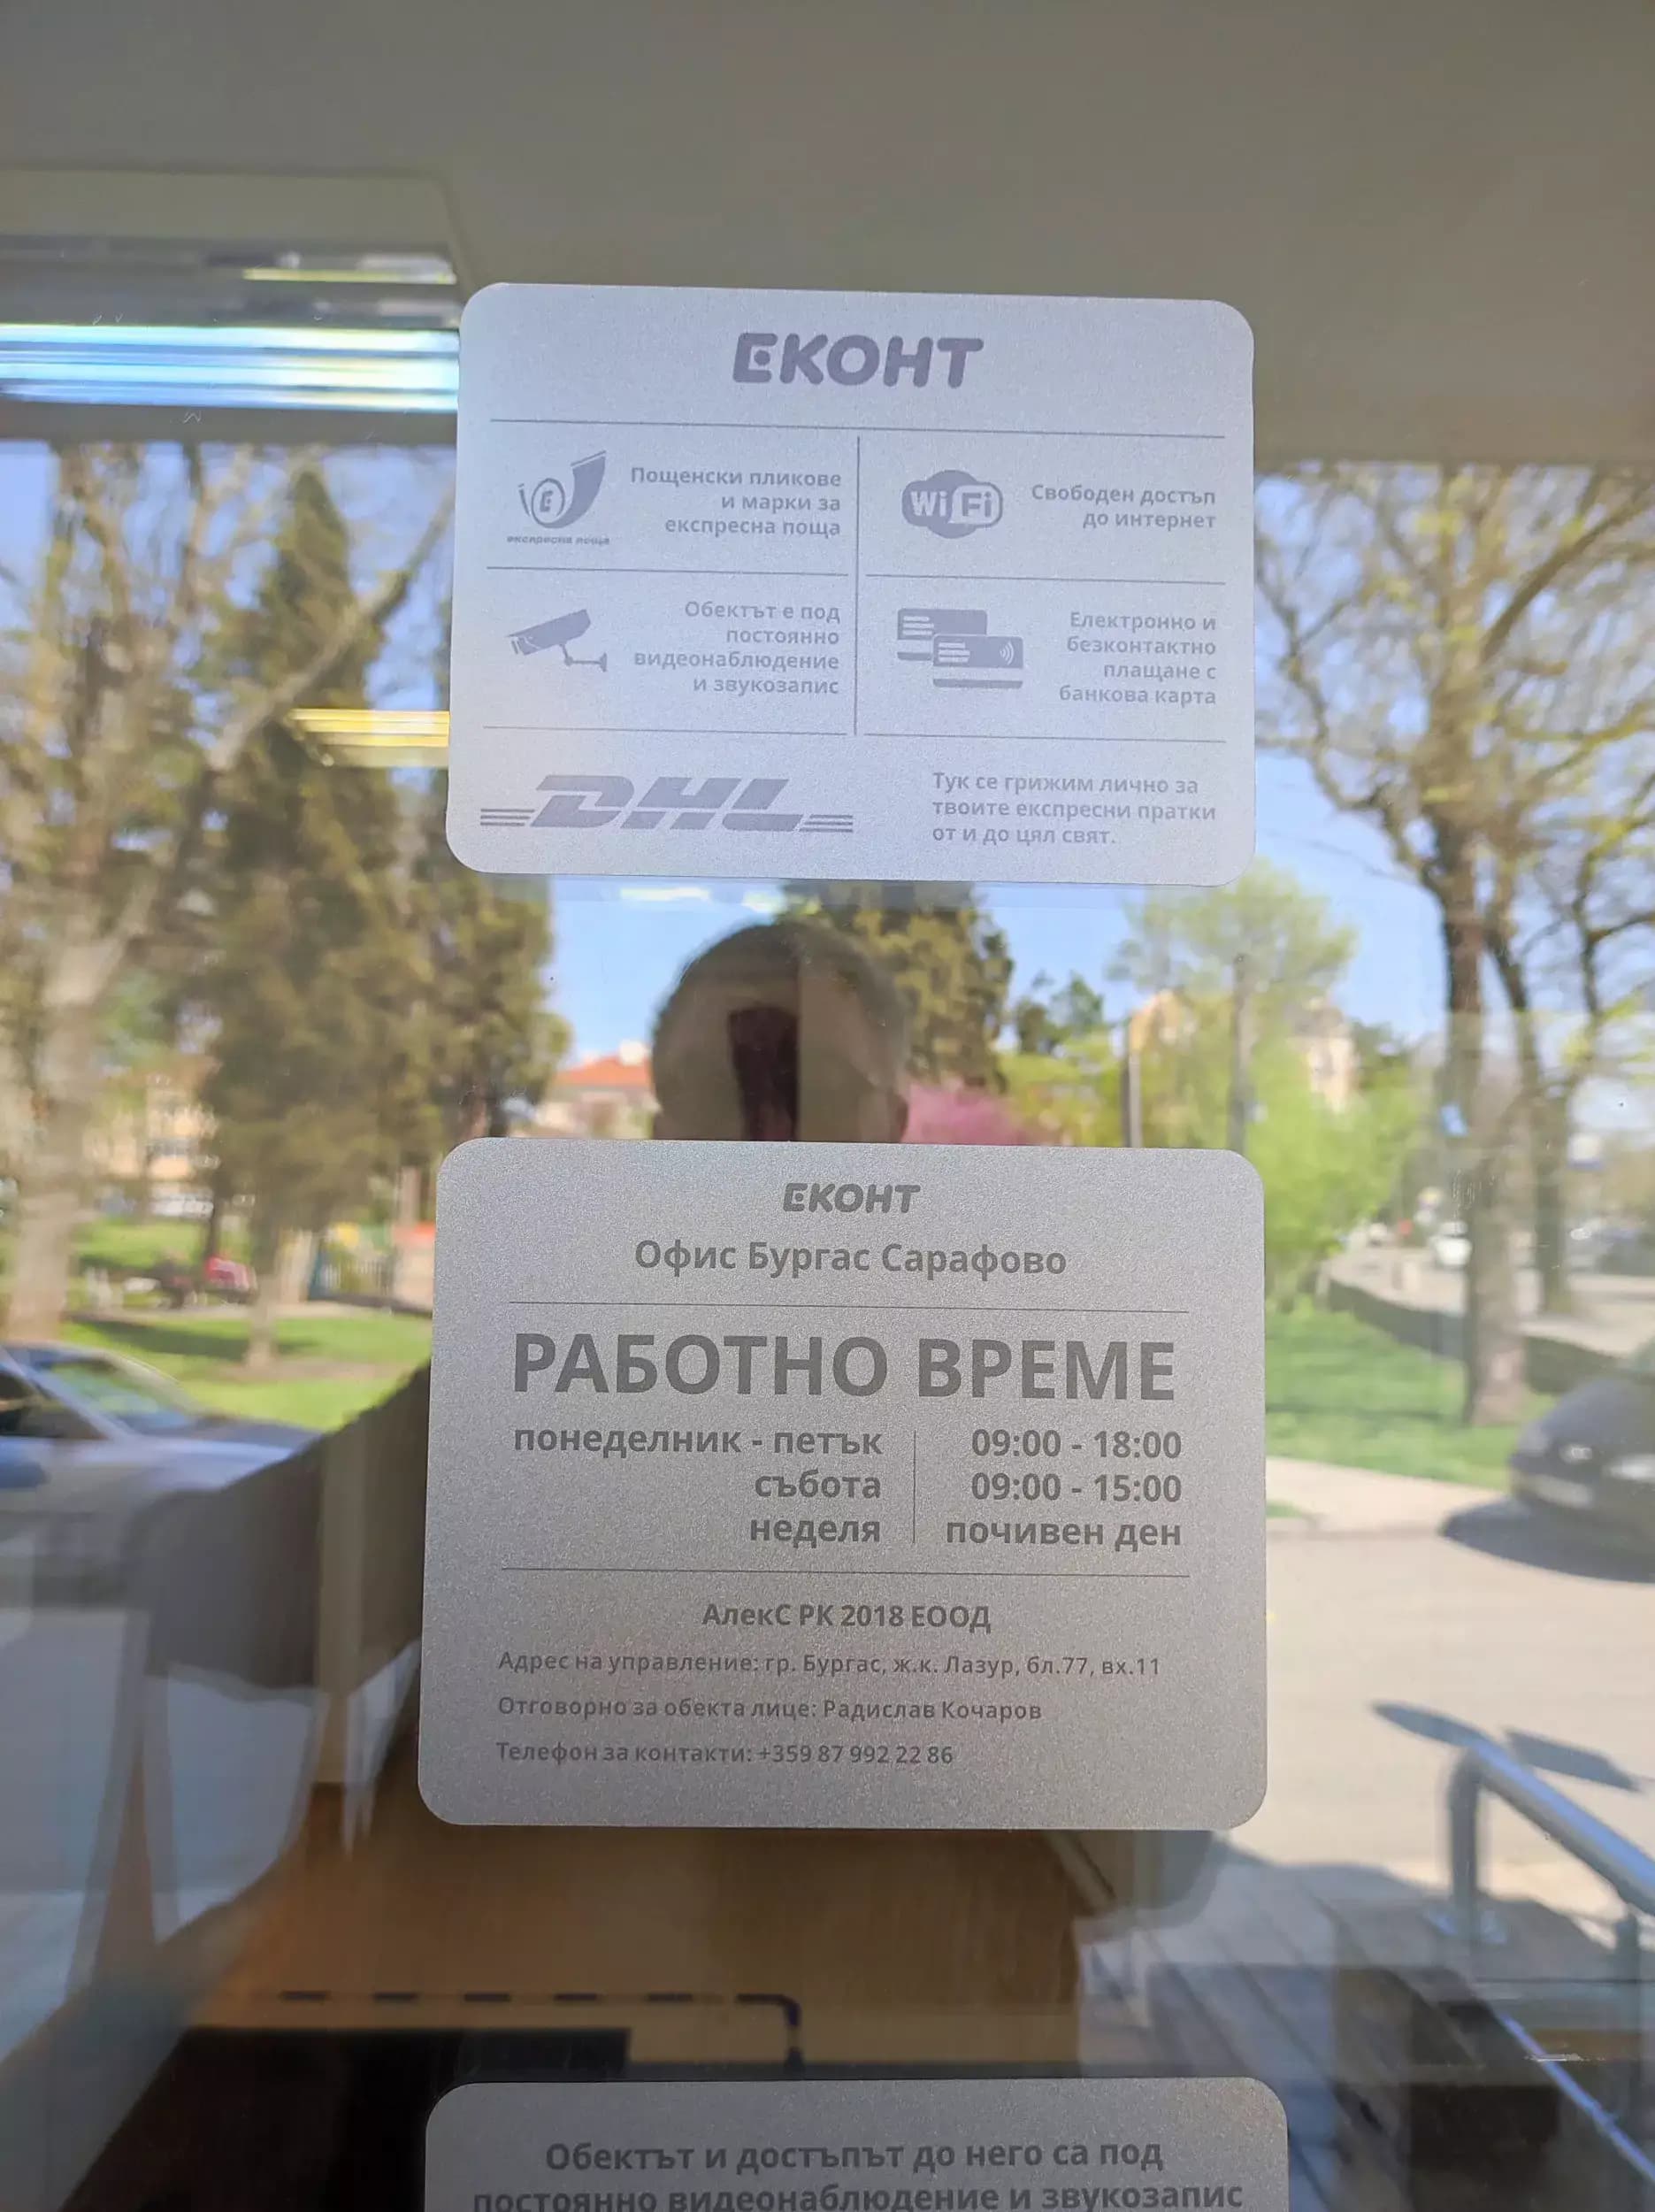 ЕКОНТ
експресна поща
Пощенски пликове
и марки за
експресна поща
WiFi
Свободен достъп
до интернет
Обектът е под
постоянно
видеонаблюдение
и звукозапис
Електронно и
безконтактно
плащане с
банкова карта
DHL
Тук се грижим лично за
твоите експресни пратки
от и до цял свят.
ЕКОНТ
Офис Бургас Сарафово
РАБОТНО ВРЕМЕ
понеделник - петък 09:00 - 18:00
събота 09:00 - 15:00
неделя почивен ден
АлекС РК 2018 ЕООД
Адрес на управление: гр. Бургас, ж.к. Лазур, бл.77, вх.11
Отговорно за обекта лице: Радислав Кочаров
Телефон за контакти: +359 87 992 22 86
Обектът и достъпът до него са под
постоянно видеонаблюдение и звукозапис